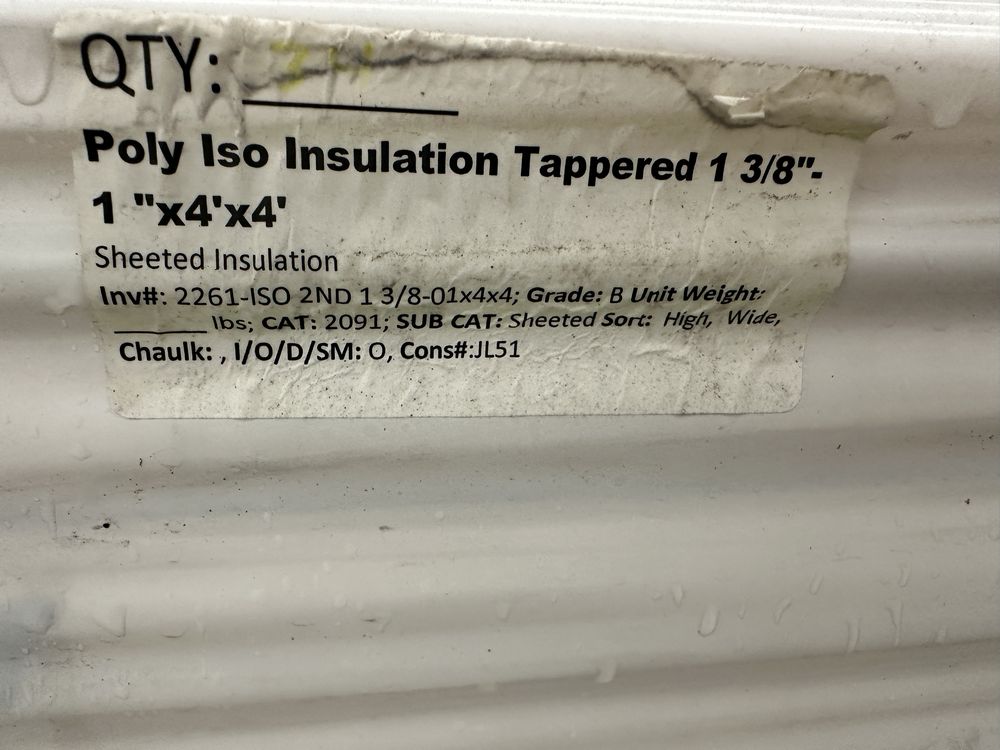 QTY:
Poly Iso Insulation Tappered 1 3/8"-
1 "x4'x4'
Sheeted Insulation
Inv#: 2261-ISO 2ND 1 3/8-01x4x4; Grade: B Unit Weight:
________ lbs; CAT: 2091; SUB CAT: Sheeted Sort: High, Wide,
Chaulk: , I/O/D/SM: O, Cons#:JL51